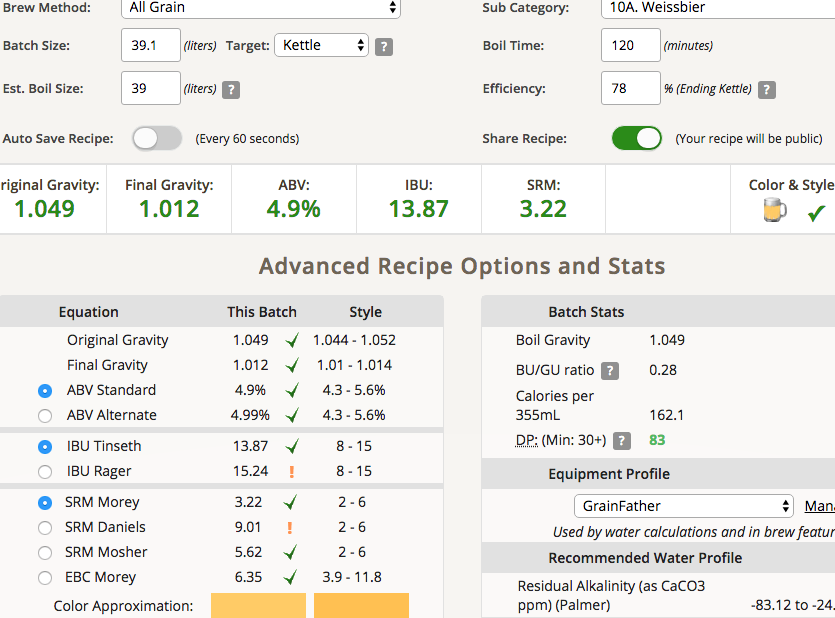 Brew Method: All Grain Sub Category: 10A. Weissbier
Batch Size: 39.1 (liters) Target: Kettle ? Boil Time: 120 (minutes)
Est. Boil Size: 39 (liters) ? Efficiency: 78 % (Ending Kettle) ?
Auto Save Recipe: (Every 60 seconds) Share Recipe: (Your recipe will be public)
riginal Gravity: Final Gravity: ABV: IBU: SRM: Color & Style
1.049 1.012 4.9% 13.87 3.22
Advanced Recipe Options and Stats
Equation This Batch Style
Original Gravity 1.049 1.044 - 1.052
Final Gravity 1.012 1.01 - 1.014
ABV Standard 4.9% 4.3 - 5.6%
ABV Alternate 4.99% 4.3 - 5.6%
IBU Tinseth 13.87 8 - 15
IBU Rager 15.24 ! 8 - 15
SRM Morey 3.22 2 - 6
SRM Daniels 9.01 ! 2 - 6
SRM Mosher 5.62 2 - 6
EBC Morey 6.35 3.9 - 11.8
Color Approximation:
Batch Stats
Boil Gravity 1.049
BU/GU ratio ? 0.28
Calories per
355mL 162.1
DP: (Min: 30+) ? 83
Equipment Profile
GrainFather Mana
Used by water calculations and in brew featur
Recommended Water Profile
Residual Alkalinity (as CaCO3
ppm) (Palmer) -83.12 to -24.